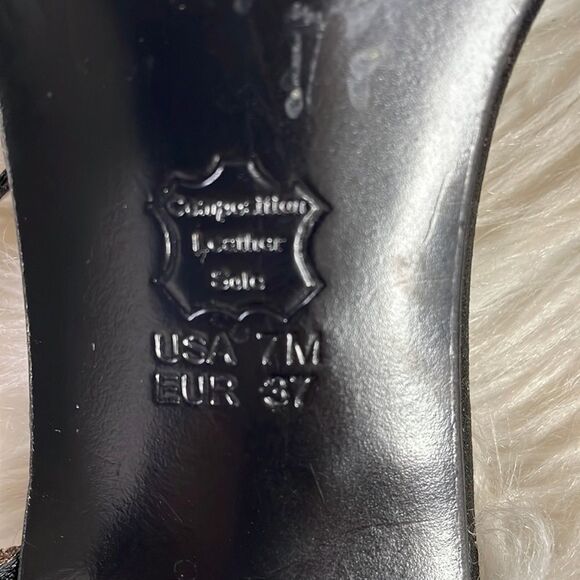 Composition
Leather
Sole
USA 7M
EUR 37